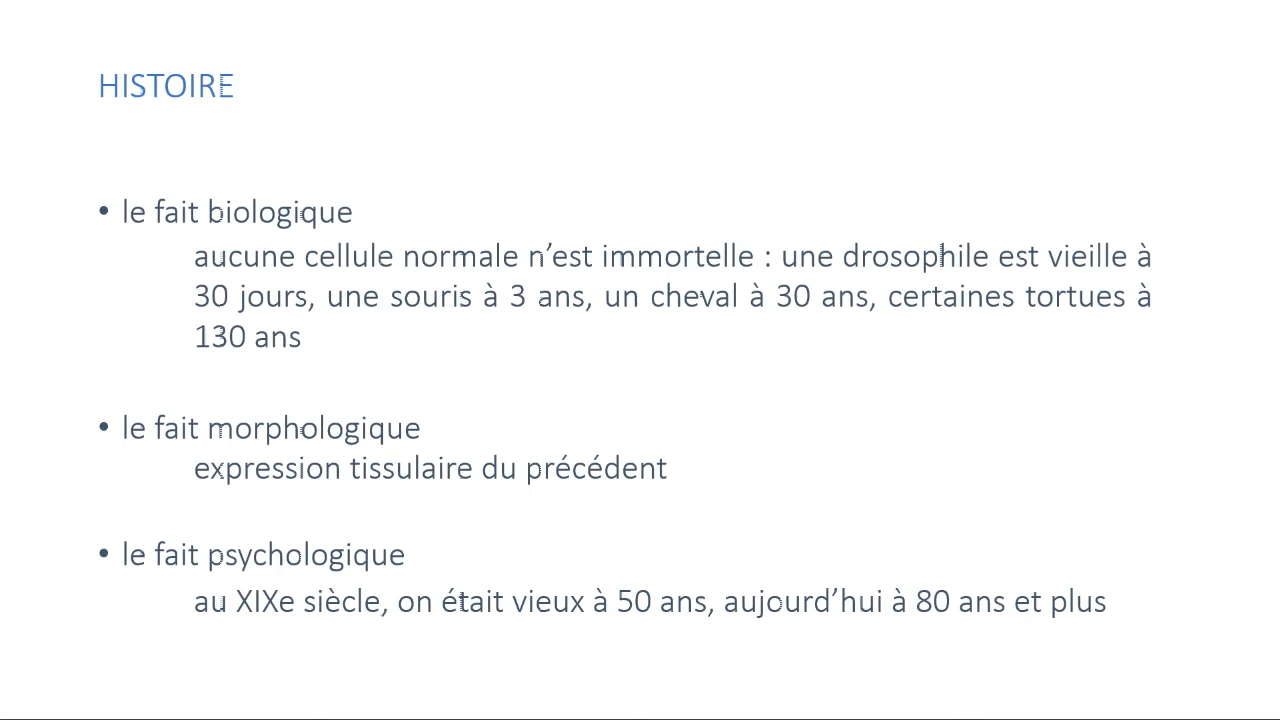 HISTOIRE
• le fait biologique
aucune cellule normale n’est immortelle : une drosophile est vieille à
30 jours, une souris à 3 ans, un cheval à 30 ans, certaines tortues à
130 ans
• le fait morphologique
expression tissulaire du précédent
• le fait psychologique
au XIXe siècle, on était vieux à 50 ans, aujourd’hui à 80 ans et plus